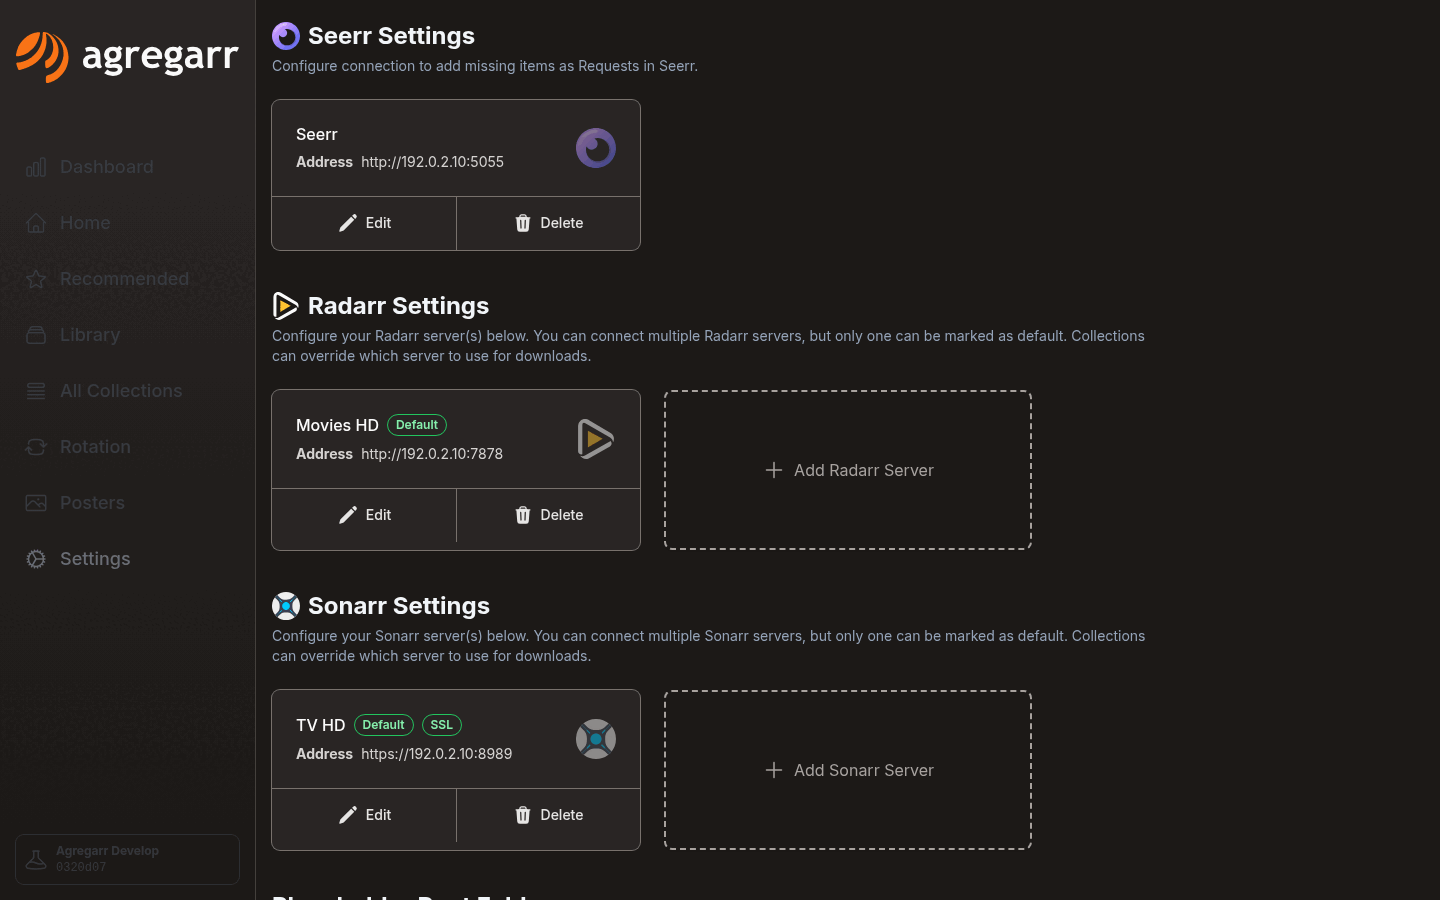 agregarr
Dashboard
Home
Recommended
Library
All Collections
Rotation
Posters
Settings
Agregarr Develop
0320d07
Seerr Settings
Configure connection to add missing items as Requests in Seerr.
Seerr
Address http://192.0.2.10:5055
Edit
Delete
Radarr Settings
Configure your Radarr server(s) below. You can connect multiple Radarr servers, but only one can be marked as default. Collections
can override which server to use for downloads.
Movies HD Default
Address http://192.0.2.10:7878
Edit
Delete
Add Radarr Server
Sonarr Settings
Configure your Sonarr server(s) below. You can connect multiple Sonarr servers, but only one can be marked as default. Collections
can override which server to use for downloads.
TV HD Default SSL
Address https://192.0.2.10:8989
Edit
Delete
Add Sonarr Server